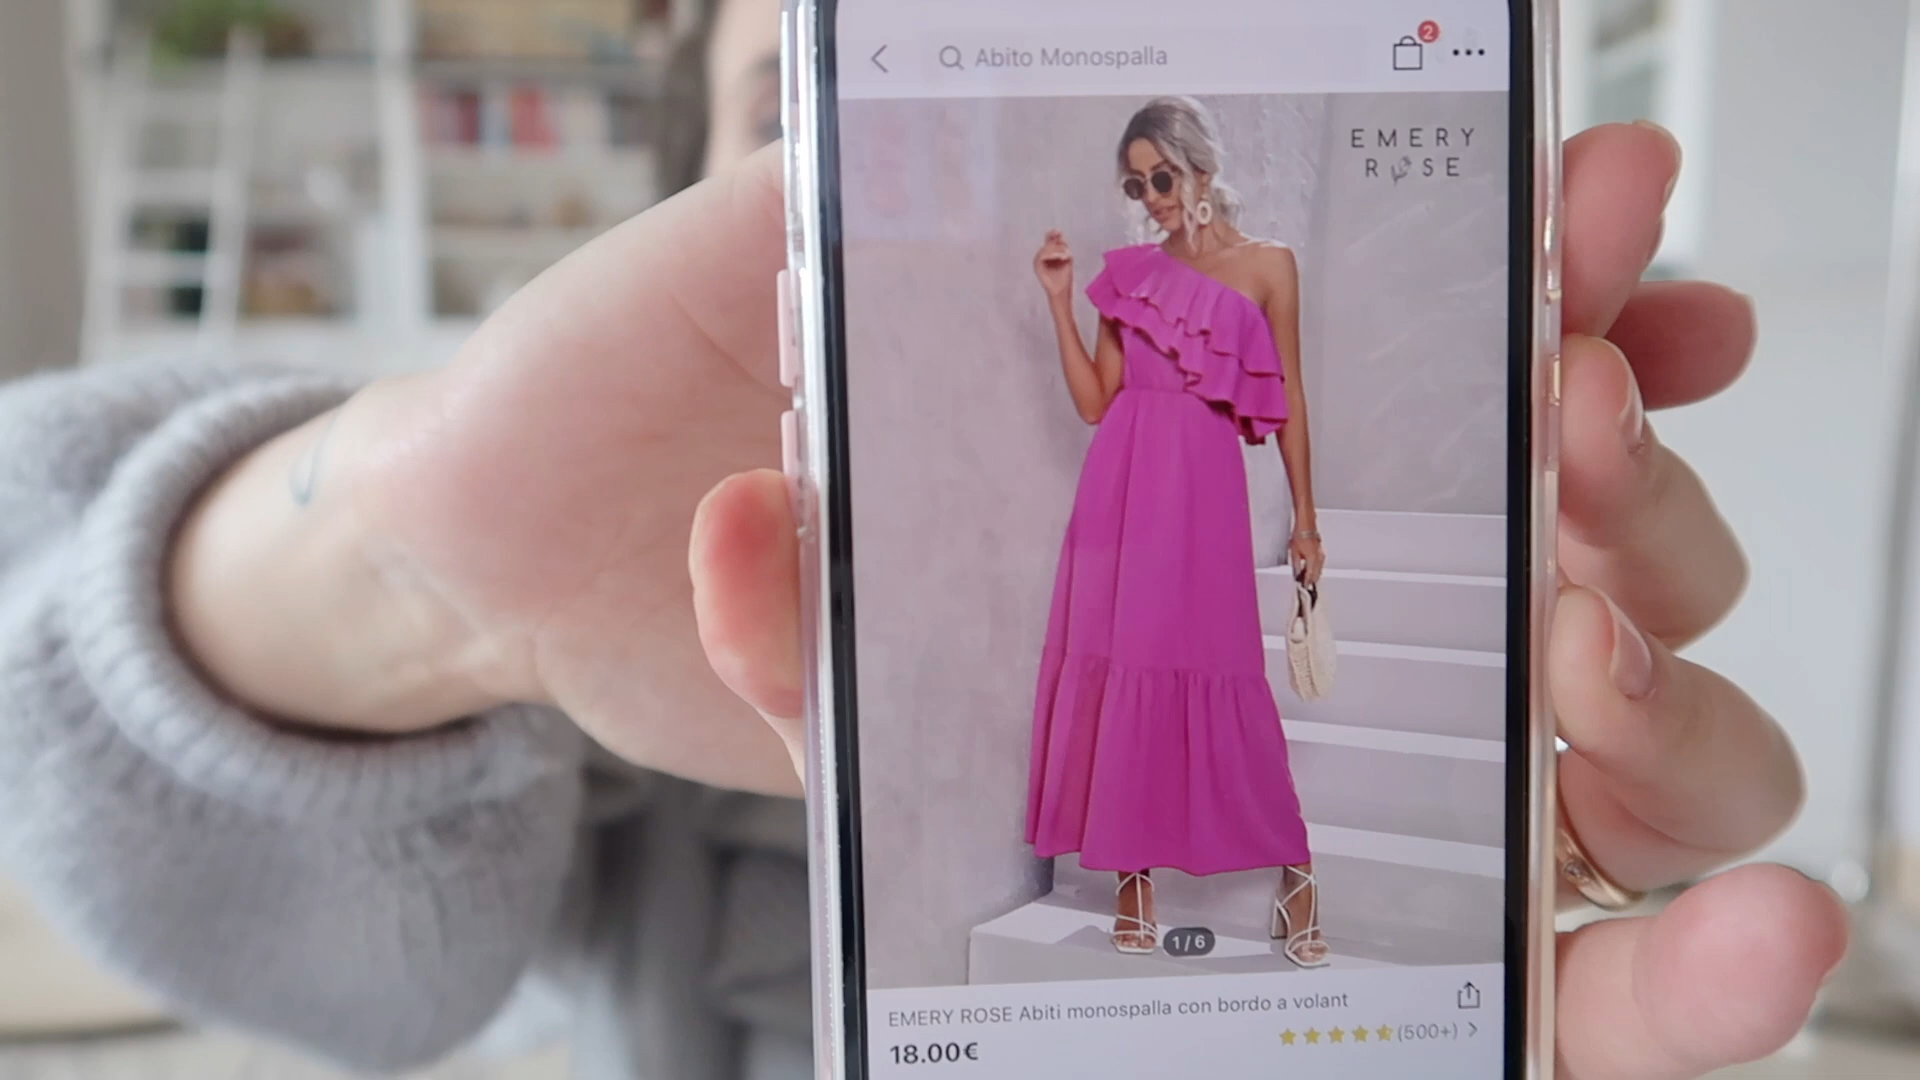 Abito Monospalla
2
EMERY
ROSE
1/6
EMERY ROSE Abiti monospalla con bordo a volant
(500+)
18.00€